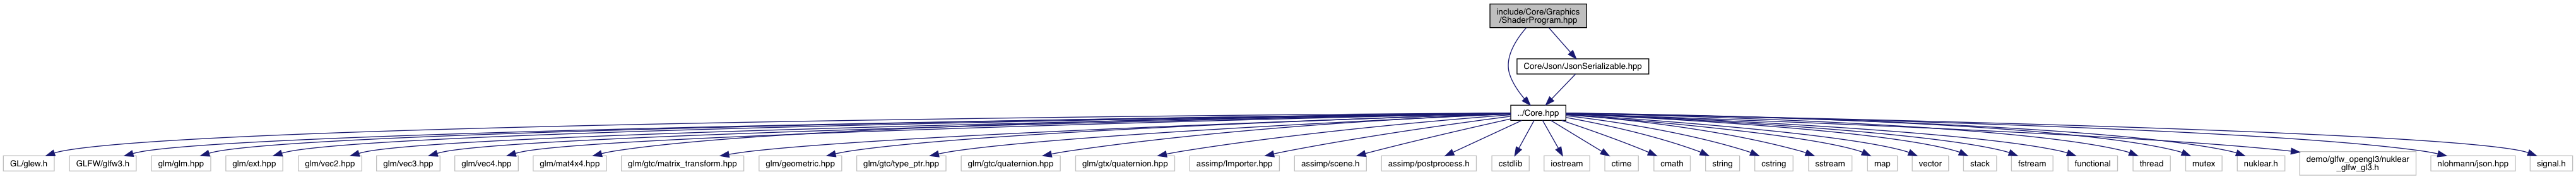 include/Core/Graphics
/ShaderProgram.hpp
Core/Json/JsonSerializable.hpp
../Core.hpp
GL/glew.h
GLFW/glfw3.h
glm/glm.hpp
glm/ext.hpp
glm/vec2.hpp
glm/vec3.hpp
glm/vec4.hpp
glm/mat4x4.hpp
glm/gtc/matrix_transform.hpp
glm/geometric.hpp
glm/gtc/type_ptr.hpp
glm/gtc/quaternion.hpp
glm/gtx/quaternion.hpp
assimp/Importer.hpp
assimp/scene.h
assimp/postprocess.h
cstdlib
iostream
ctime
cmath
string
cstring
sstream
map
vector
stack
fstream
functional
thread
mutex
nuklear.h
demo/glfw_opengl3/nuklear
_glfw_gl3.h
nlohmann/json.hpp
signal.h